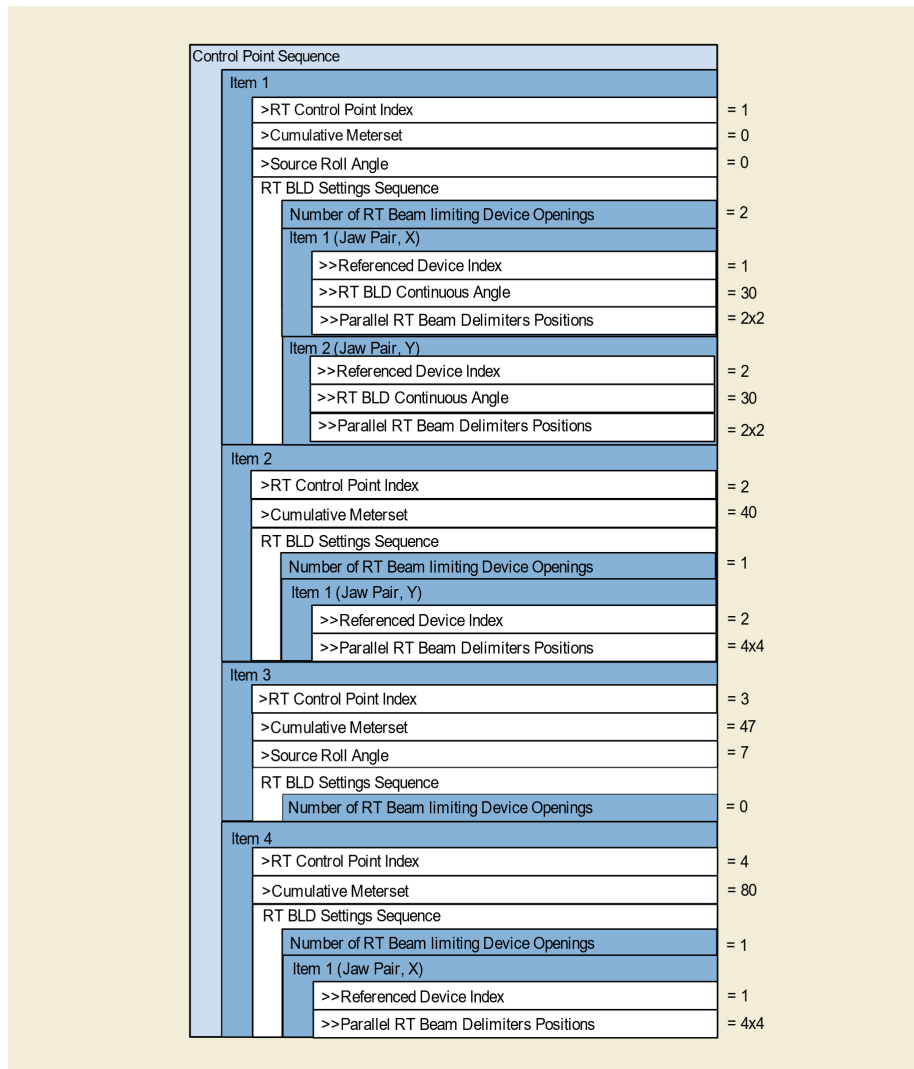 Control Point Sequence
Item 1
>RT Control Point Index = 1
>Cumulative Meterset = 0
>Source Roll Angle = 0
RT BLD Settings Sequence
Number of RT Beam limiting Device Openings = 2
Item 1 (Jaw Pair, X)
>>Referenced Device Index = 1
>>RT BLD Continuous Angle = 30
>>Parallel RT Beam Delimiters Positions = 2x2
Item 2 (Jaw Pair, Y)
>>Referenced Device Index = 2
>>RT BLD Continuous Angle = 30
>>Parallel RT Beam Delimiters Positions = 2x2
Item 2
>RT Control Point Index = 2
>Cumulative Meterset = 40
RT BLD Settings Sequence
Number of RT Beam limiting Device Openings = 1
Item 1 (Jaw Pair, Y)
>>Referenced Device Index = 2
>>Parallel RT Beam Delimiters Positions = 4x4
Item 3
>RT Control Point Index = 3
>Cumulative Meterset = 47
>Source Roll Angle = 7
RT BLD Settings Sequence
Number of RT Beam limiting Device Openings = 0
Item 4
>RT Control Point Index = 4
>Cumulative Meterset = 80
RT BLD Settings Sequence
Number of RT Beam limiting Device Openings = 1
Item 1 (Jaw Pair, X)
>>Referenced Device Index = 1
>>Parallel RT Beam Delimiters Positions = 4x4